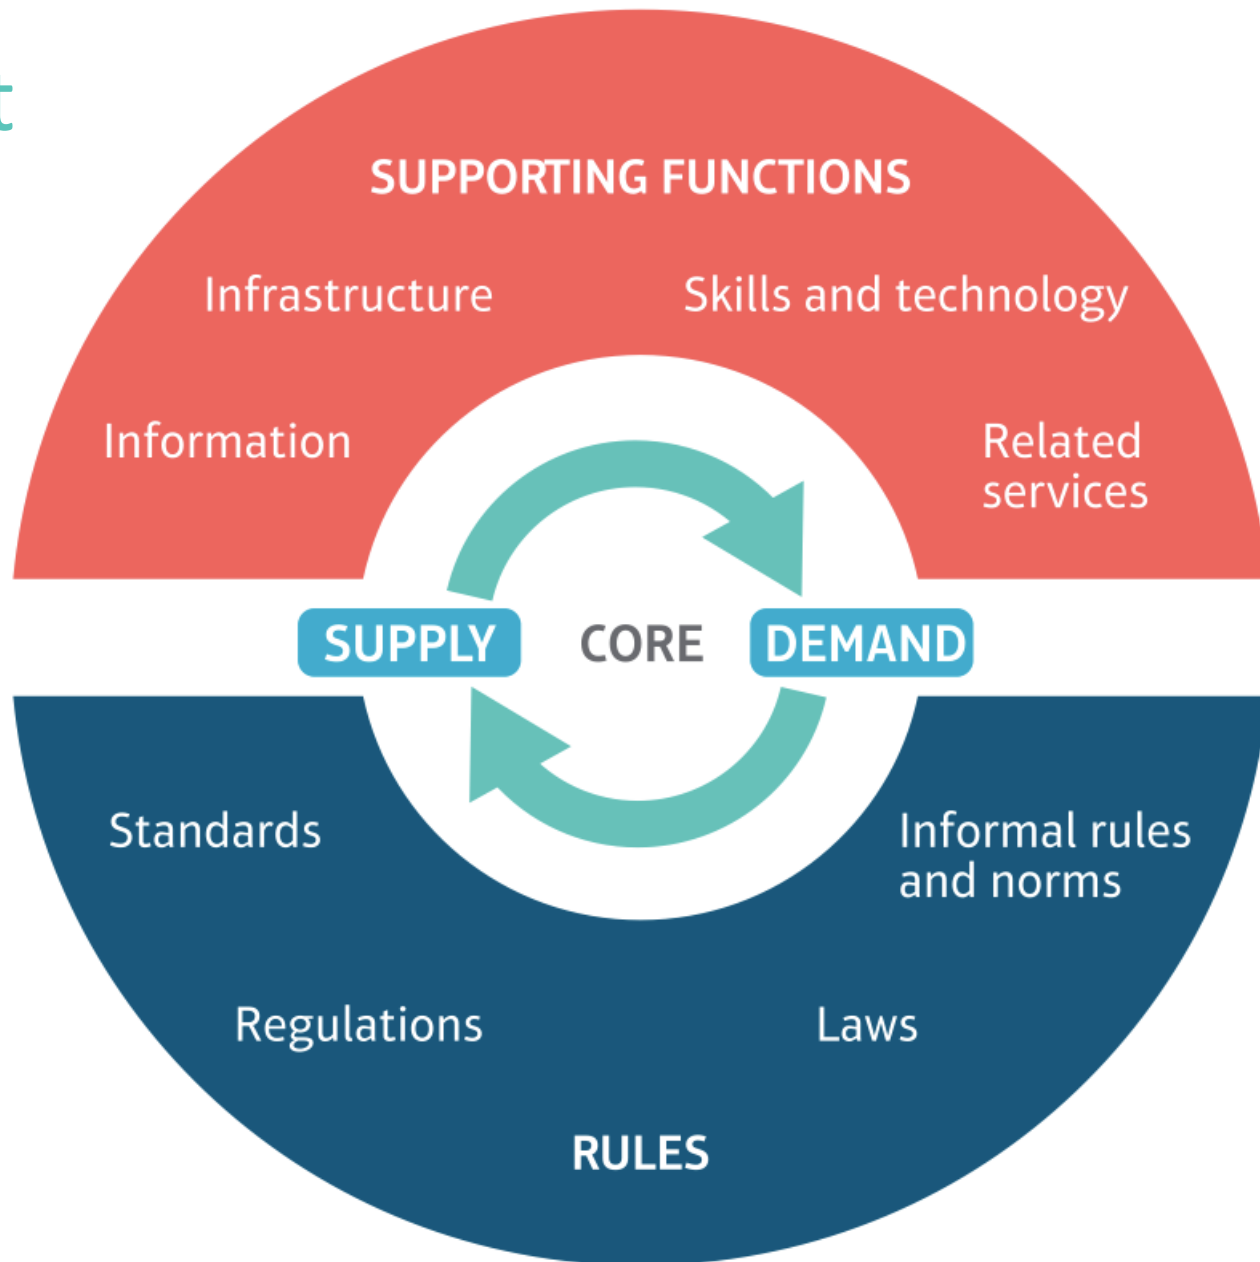 t
SUPPORTING FUNCTIONS
Infrastructure
Skills and technology
Information
Related
services
SUPPLY
CORE
DEMAND
Standards
Informal rules
and norms
Regulations
Laws
RULES